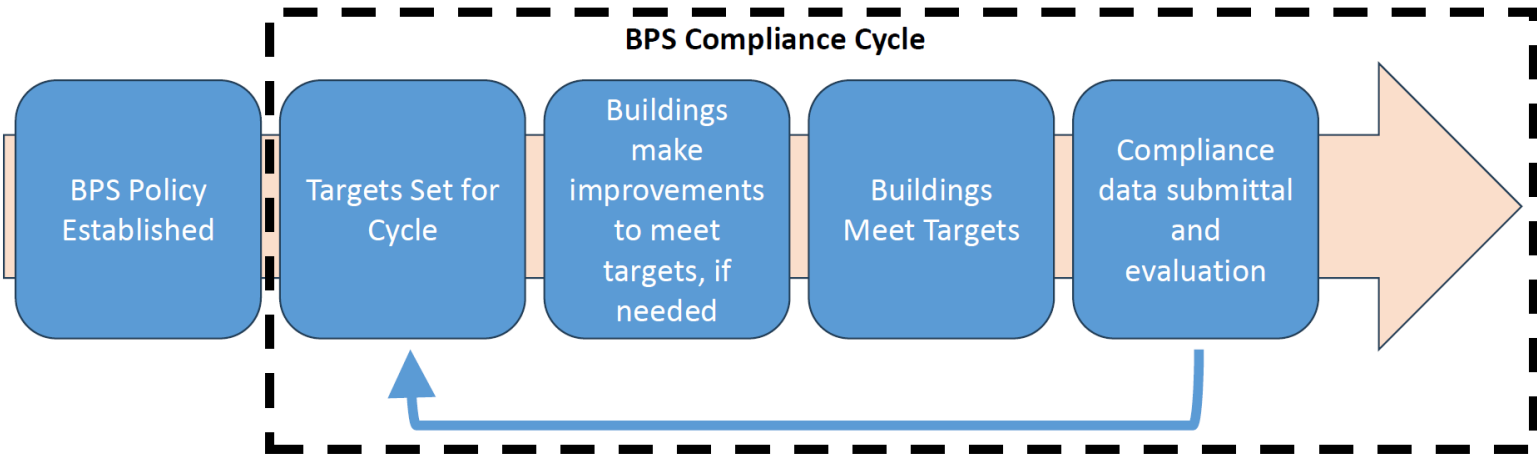 BPS Compliance Cycle
BPS Policy
Established
Targets Set for
Cycle
Buildings
make
improvements
to meet
targets, if
needed
Buildings
Meet Targets
Compliance
data submittal
and
evaluation